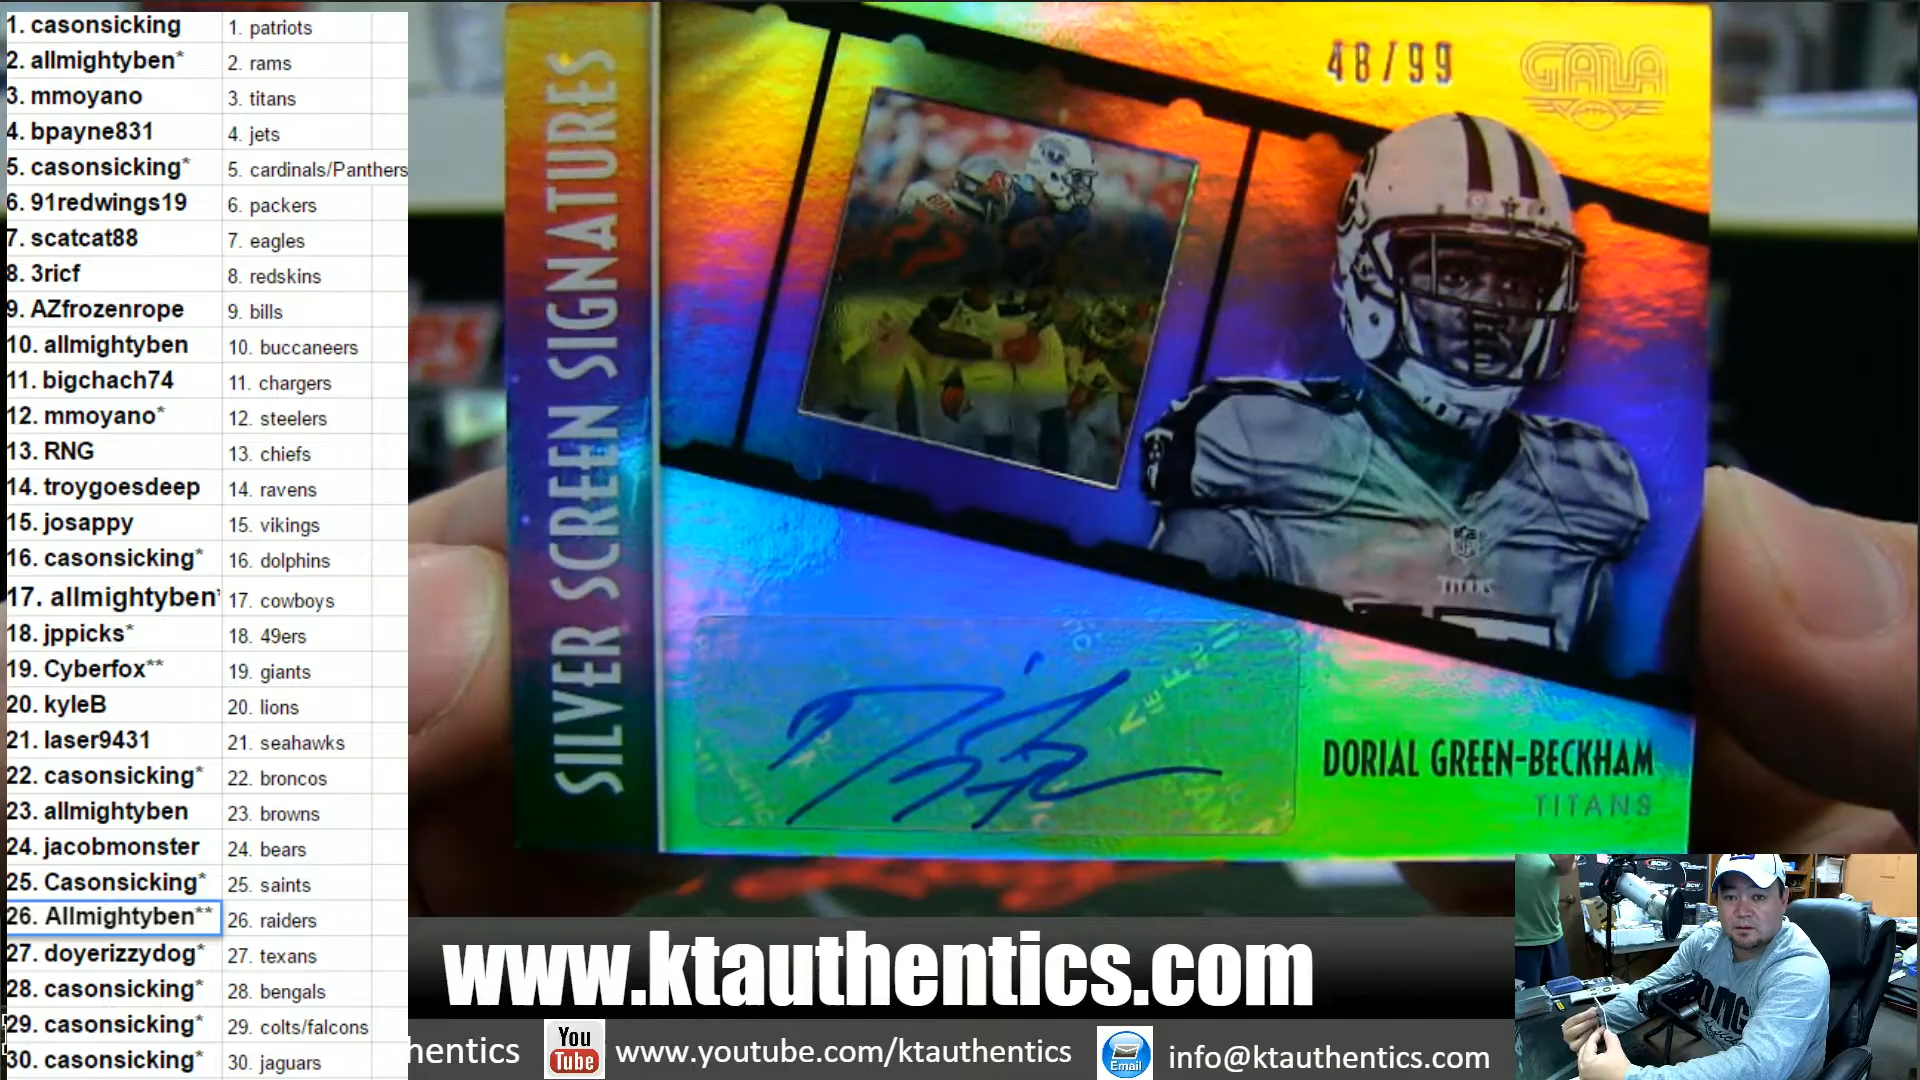 1. casonsicking 1. patriots
2. allmightyben* 2. rams
3. mmoyano 3. titans
4. bpayne831 4. jets
5. casonsicking* 5. cardinals/Panthers
6. 91redwings19 6. packers
7. scatcat88 7. eagles
8. 3ricf 8. redskins
9. AZfrozenrope 9. bills
10. allmightyben 10. buccaneers
11. bigchach74 11. chargers
12. mmoyano* 12. steelers
13. RNG 13. chiefs
14. troygoesdeep 14. ravens
15. josappy 15. vikings
16. casonsicking* 16. dolphins
17. allmightyben* 17. cowboys
18. jppicks* 18. 49ers
19. Cyberfox** 19. giants
20. kyleB 20. lions
21. laser9431 21. seahawks
22. casonsicking* 22. broncos
23. allmightyben 23. browns
24. jacobmonster 24. bears
25. Casonsicking* 25. saints
26. Allmightyben** 26. raiders
27. doyerizzydog* 27. texans
28. casonsicking* 28. bengals
29. casonsicking* 29. colts/falcons
30. casonsicking* 30. jaguars
SILVER SCREEN SIGNATURES
48/99
GALA
NFL
TITANS
DORIAL GREEN-BECKHAM
TITANS
www.ktauthentics.com
hentics
You
Tube
www.youtube.com/ktauthentics
Email
info@ktauthentics.com
BCW